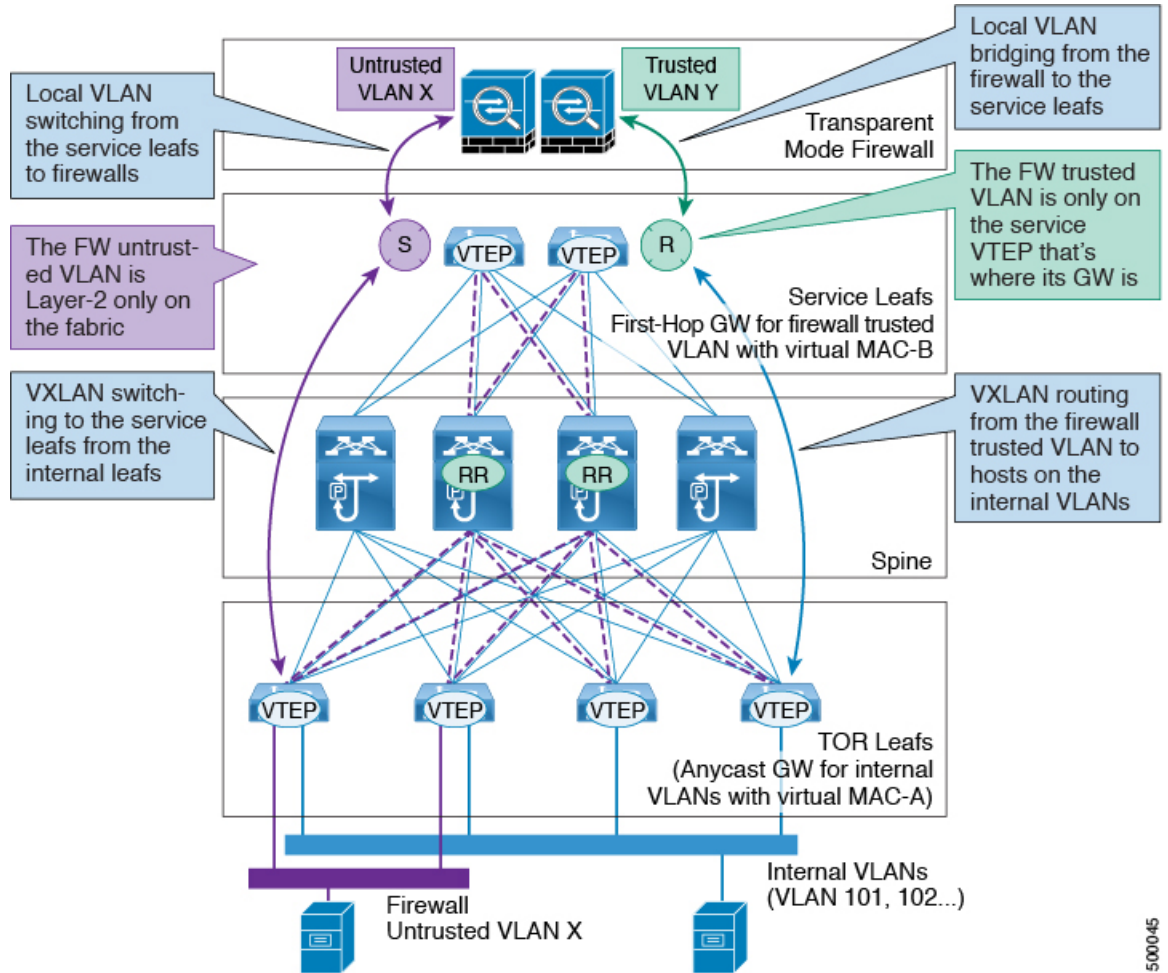 Local VLAN
switching from
the service leafs
to firewalls
Untrusted
VLAN X
Trusted
VLAN Y
Local VLAN
bridging from the
firewall to the
service leafs
Transparent
Mode Firewall
The FW untrust-
ed VLAN is
Layer-2 only on
the fabric
S
VTEP
VTEP
R
The FW trusted
VLAN is only on
the service
VTEP that's
where its GW is
Service Leafs
First-Hop GW for firewall trusted
VLAN with virtual MAC-B
VXLAN switch-
ing to the service
leafs from the
internal leafs
P
RR
P
RR
P
P
VXLAN routing
from the firewall
trusted VLAN to
hosts on the
internal VLANs
Spine
VTEP
VTEP
VTEP
VTEP
TOR Leafs
(Anycast GW for internal
VLANs with virtual MAC-A)
Firewall
Untrusted VLAN X
Internal VLANs
(VLAN 101, 102...)
500045